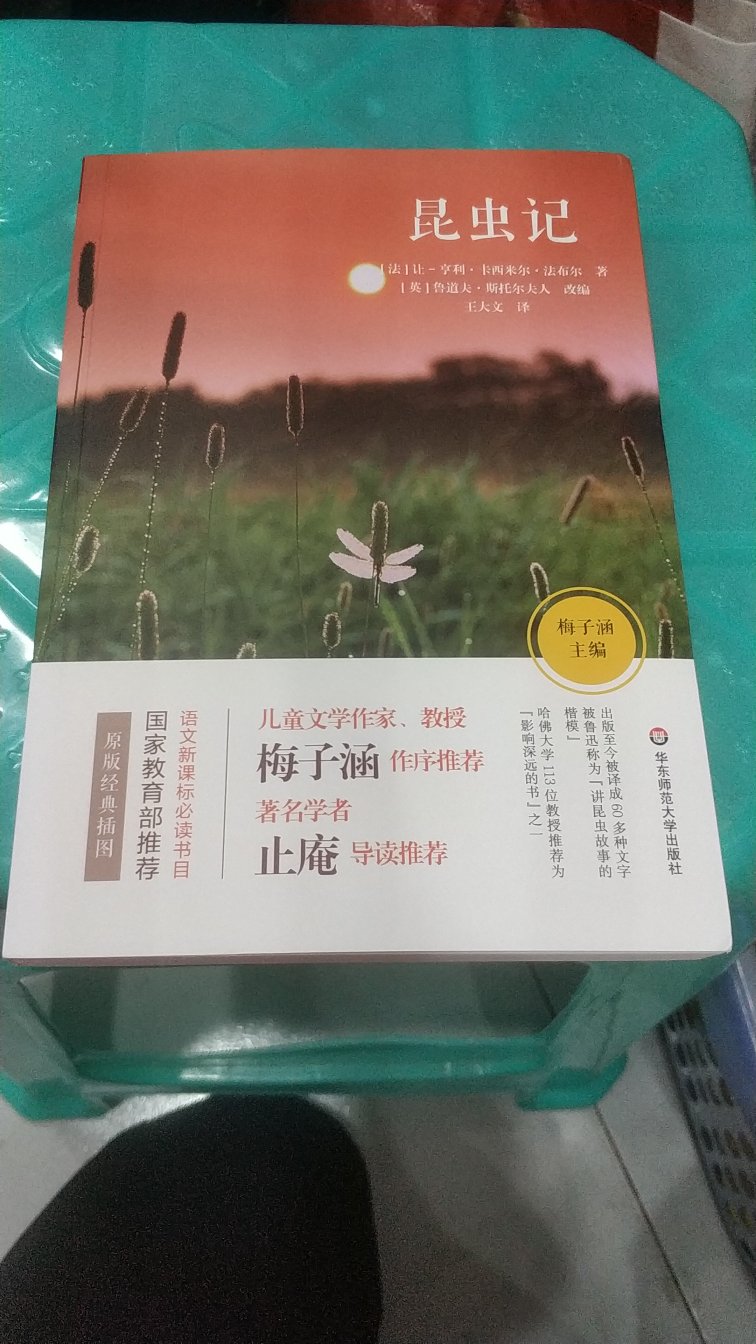 昆虫记
[法]让-亨利·卡西米尔·法布尔 著
[英]鲁道夫·斯托尔夫人 改编
王大文 译
梅子涵
主编
原版经典插图
国家教育部推荐
语文新课标必读书目
儿童文学作家、教授
梅子涵 作序推荐
著名学者
止庵 导读推荐
出版至今被译成60多种文字
被鲁迅称为「讲昆虫故事的
楷模」
哈佛大学113位教授推荐为
「影响深远的书」之一
华东师范大学出版社